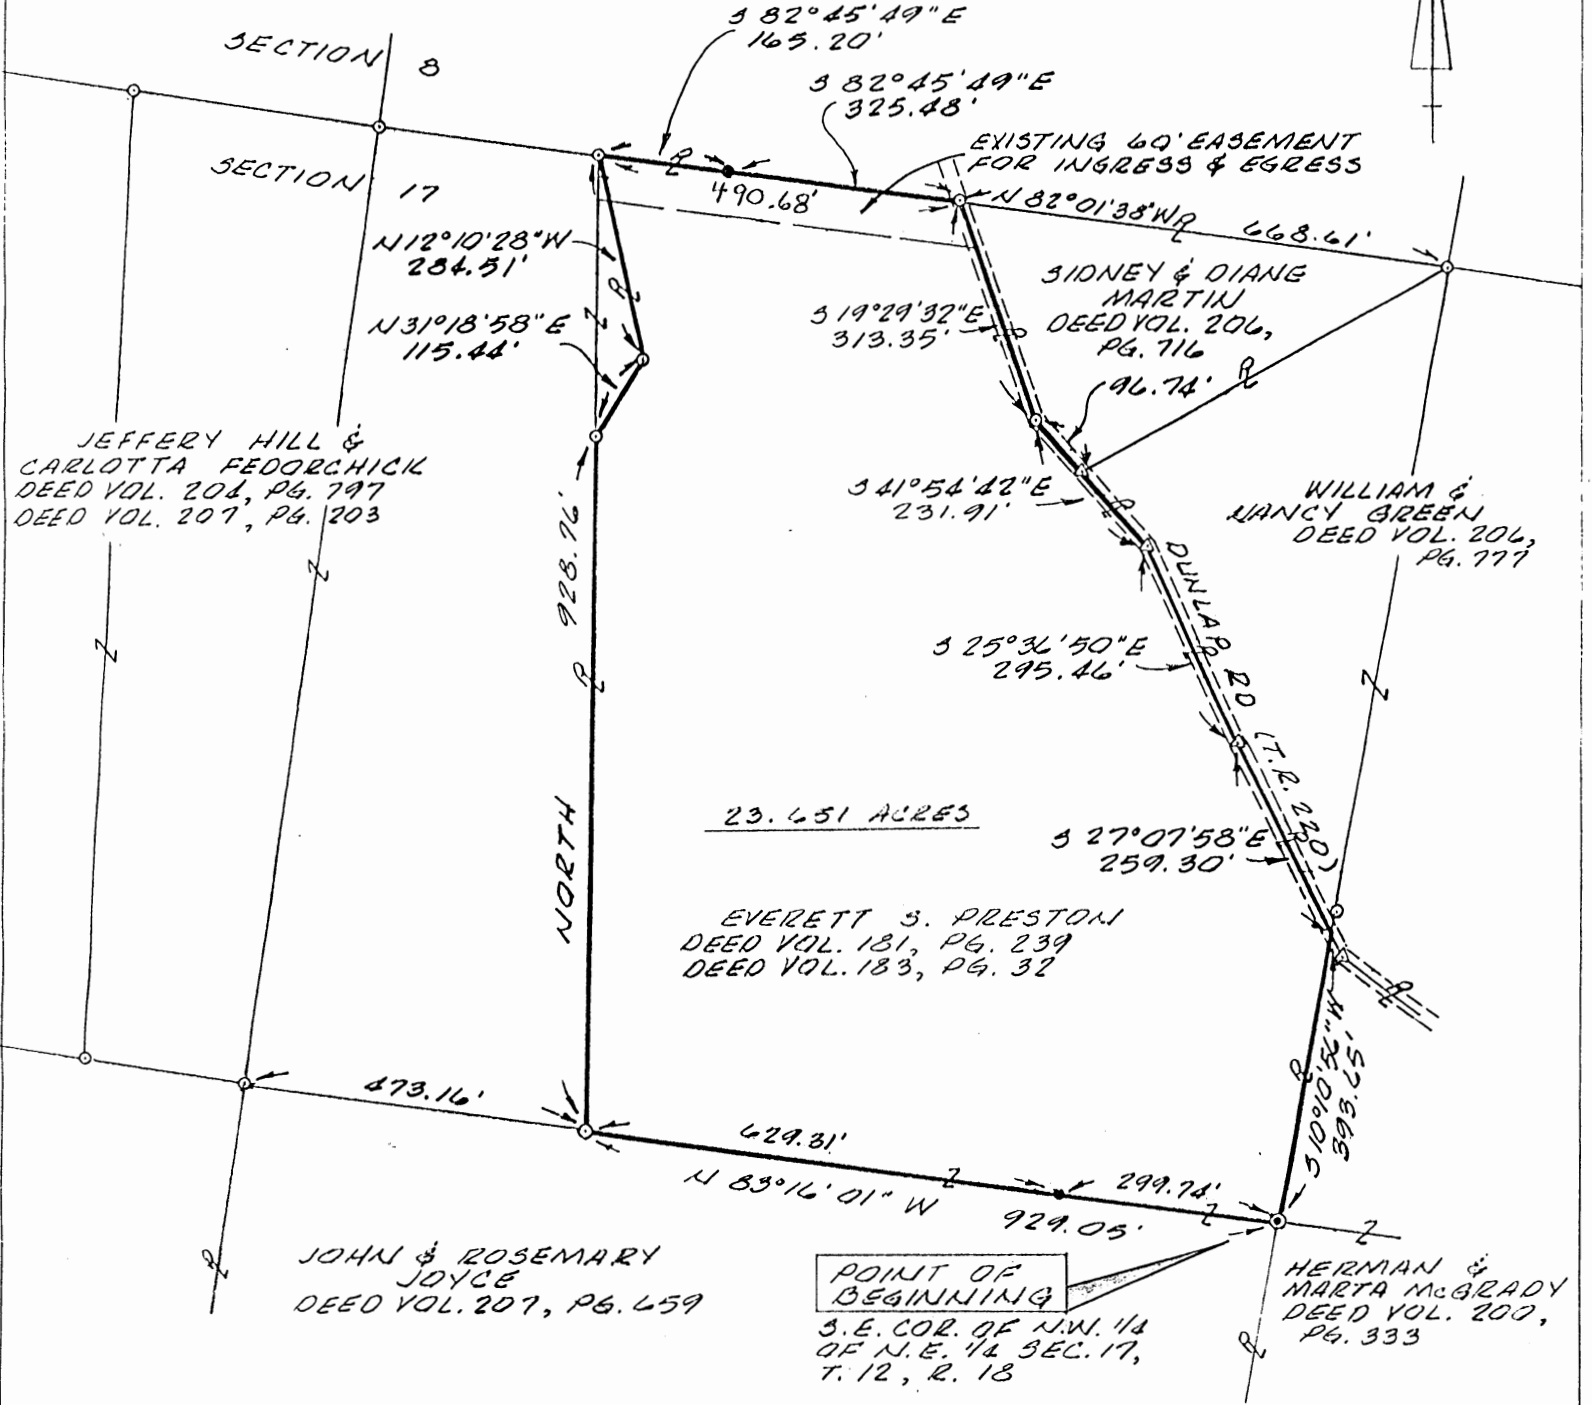 S 82°45'49"E
165.20'
SECTION 8
S 82°45'49"E
325.48'
EXISTING 60' EASEMENT
FOR INGRESS & EGRESS
SECTION 17
490.68'
N 82°01'38"W
668.61'
N 12°10'28"W
284.51'
SIDNEY & DIANE
MARTIN
DEED VOL. 206,
PG. 716
S 19°29'32"E
313.35'
N 31°18'58"E
115.44'
96.74'
JEFFERY HILL &
CARLOTTA FEDORCHICK
DEED VOL. 204, PG. 797
DEED VOL. 207, PG. 203
S 41°54'42"E
231.91'
WILLIAM &
NANCY GREEN
DEED VOL. 206,
PG. 777
NORTH 928.76'
DUNLAP RD (T.R. 220)
S 25°36'50"E
295.46'
23.651 ACRES
S 27°07'58"E
259.30'
EVERETT S. PRESTON
DEED VOL. 181, PG. 239
DEED VOL. 183, PG. 32
S 10°10'56"W
393.65'
473.16'
629.31'
N 83°16'01" W
299.74'
929.05'
JOHN & ROSEMARY
JOYCE
DEED VOL. 207, PG. 659
POINT OF
BEGINNING
S.E. COR. OF N.W. 1/4
OF N.E. 1/4 SEC. 17,
T. 12, R. 18
HERMAN &
MARTA McGRADY
DEED VOL. 200,
PG. 333